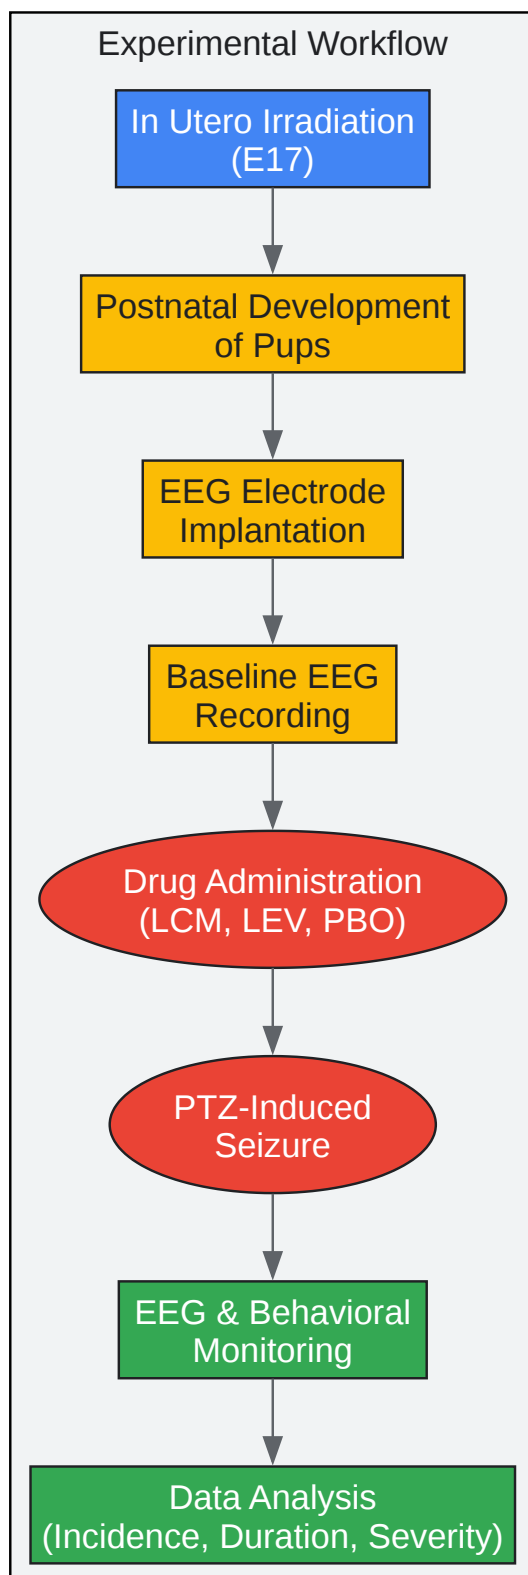 Experimental Workflow
In Utero Irradiation
(E17)
Postnatal Development
of Pups
EEG Electrode
Implantation
Baseline EEG
Recording
Drug Administration
(LCM, LEV, PBO)
PTZ-Induced
Seizure
EEG & Behavioral
Monitoring
Data Analysis
(Incidence, Duration, Severity)